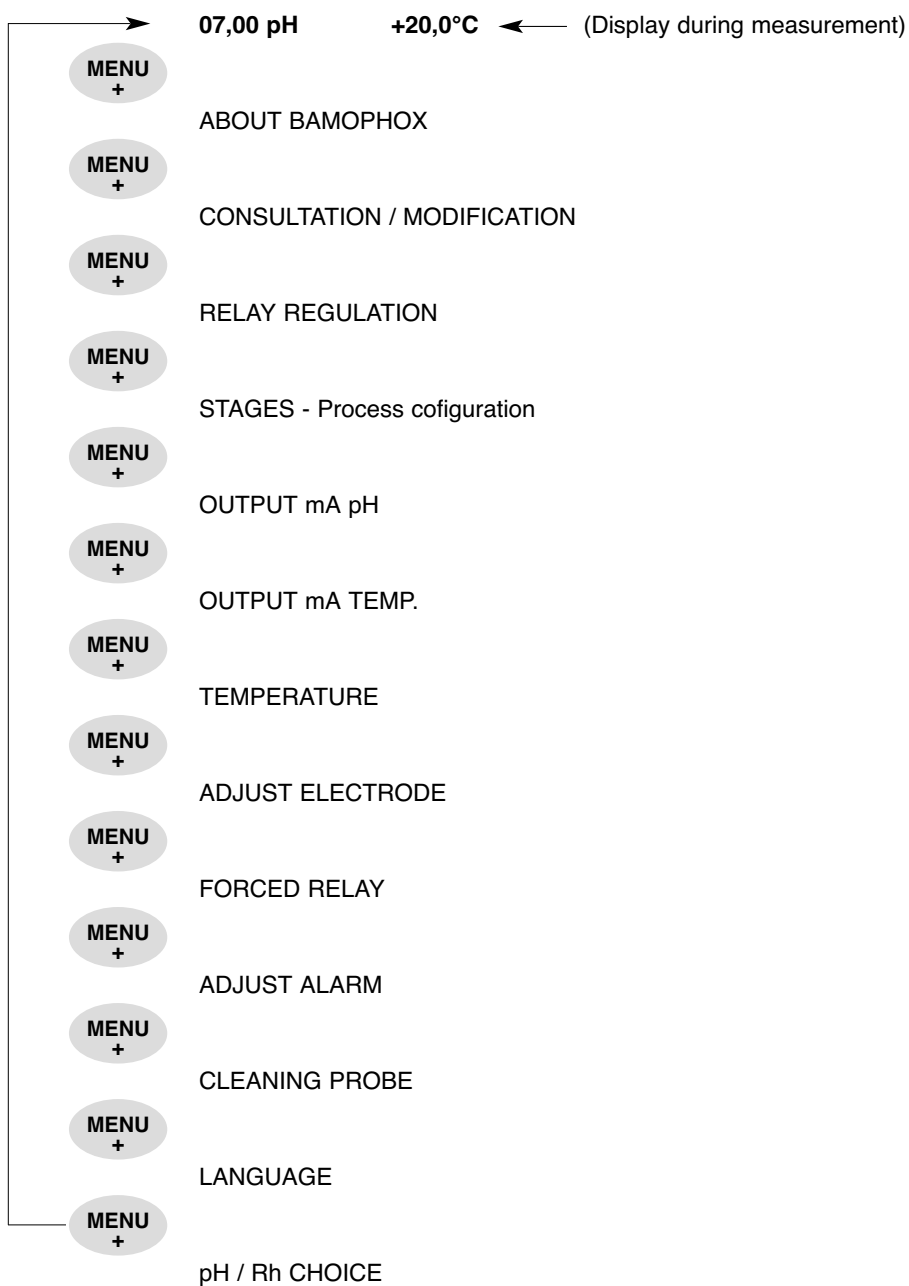 07,00 pH +20,0°C (Display during measurement)
MENU
+
ABOUT BAMOPHOX
MENU
+
CONSULTATION / MODIFICATION
MENU
+
RELAY REGULATION
MENU
+
STAGES - Process cofiguration
MENU
+
OUTPUT mA pH
MENU
+
OUTPUT mA TEMP.
MENU
+
TEMPERATURE
MENU
+
ADJUST ELECTRODE
MENU
+
FORCED RELAY
MENU
+
ADJUST ALARM
MENU
+
CLEANING PROBE
MENU
+
LANGUAGE
MENU
+
pH / Rh CHOICE